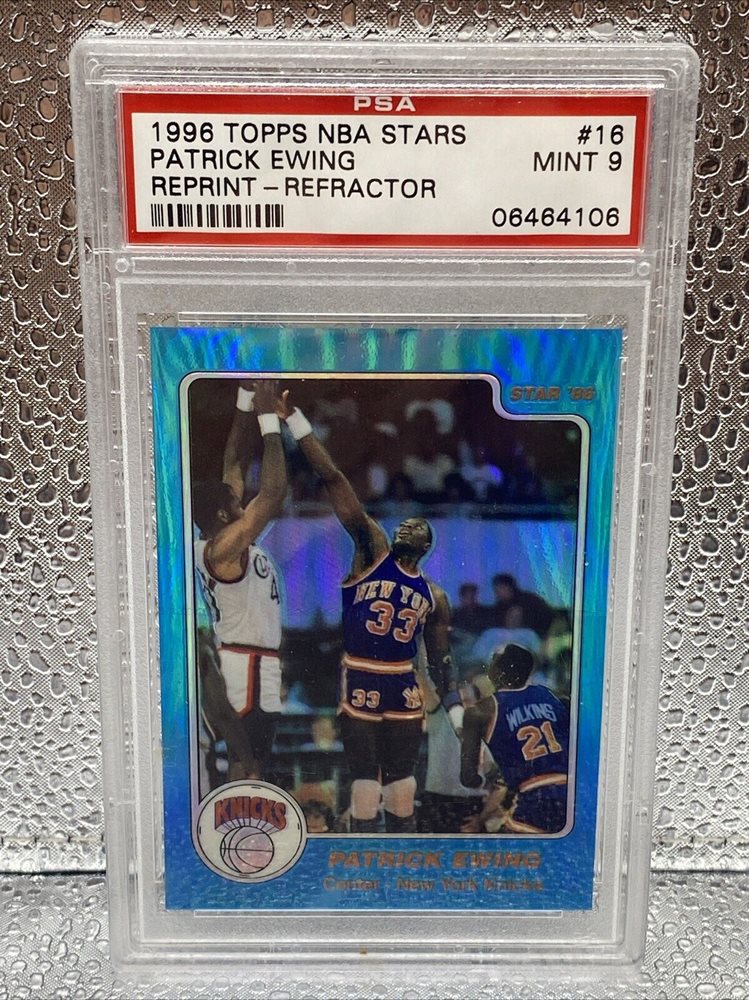 PSA
1996 TOPPS NBA STARS #16
PATRICK EWING MINT 9
REPRINT - REFRACTOR
06464106
STAR '86
NEW YORK
33
33
WILKINS
21
KNICKS
PATRICK EWING
Center - New York Knicks